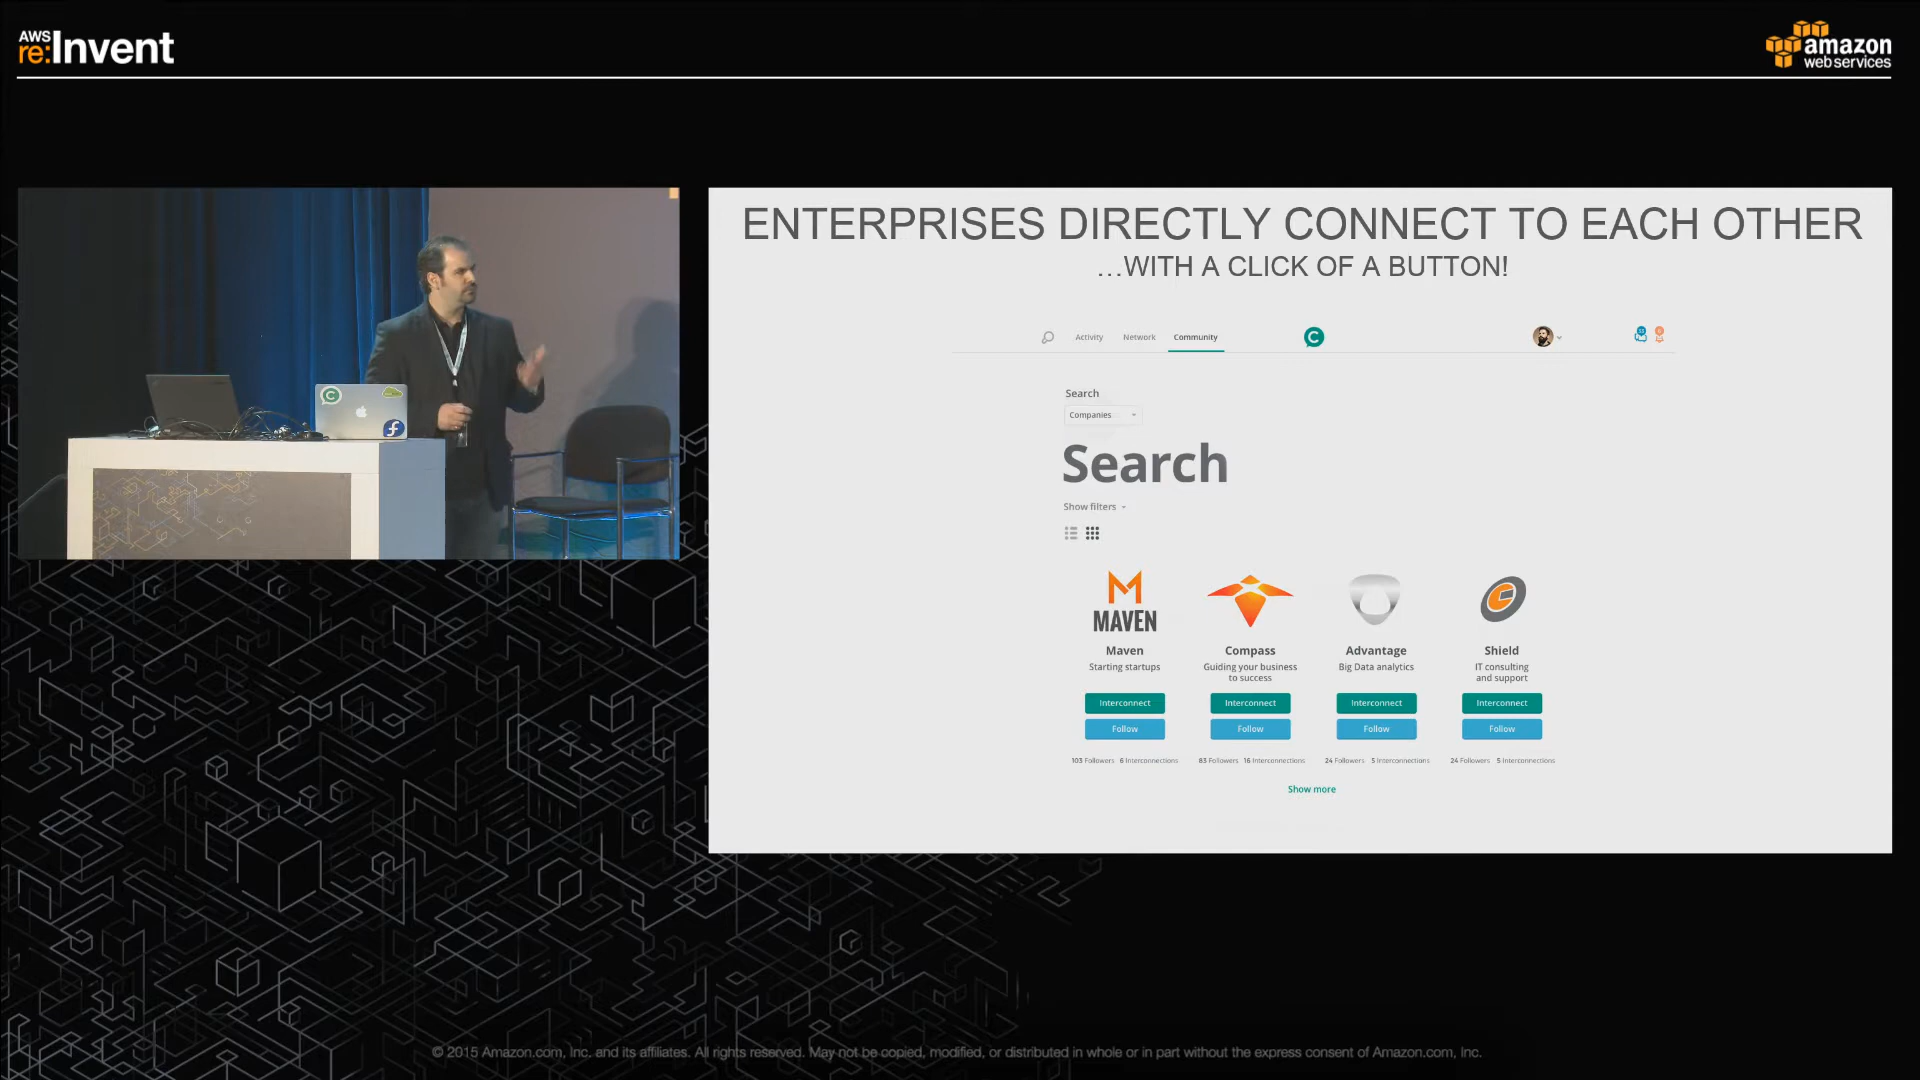 AWS
re:Invent
amazon
web services
ENTERPRISES DIRECTLY CONNECT TO EACH OTHER
…WITH A CLICK OF A BUTTON!
Activity Network Community
Search
Companies
Search
Show filters
MAVEN
Maven Compass Advantage Shield
Starting startups Guiding your business Big Data analytics IT consulting
to success and support
Interconnect Interconnect Interconnect Interconnect
Follow Follow Follow Follow
103 Followers 6 Interconnections 83 Followers 16 Interconnections 24 Followers 5 Interconnections 24 Followers 5 Interconnections
Show more
© 2015 Amazon.com, Inc. and its affiliates. All rights reserved. May not be copied, modified, or distributed in whole or in part without the express consent of Amazon.com, Inc.